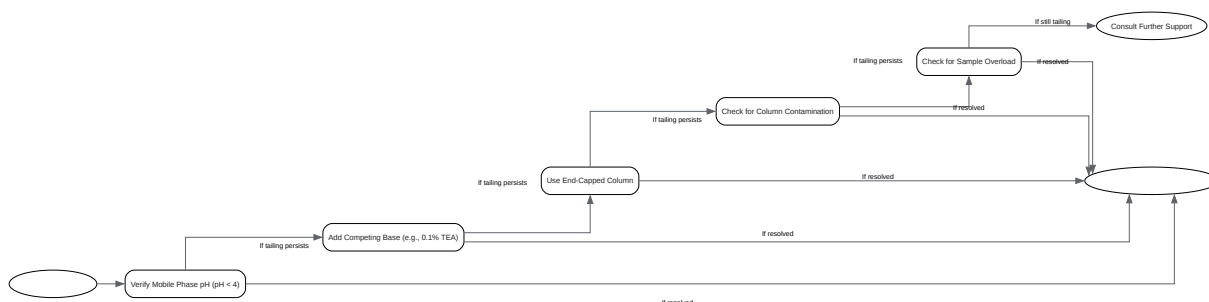 If still tailing
Consult Further Support
If tailing persists
Check for Sample Overload
If resolved
If tailing persists
Check for Column Contamination
If resolved
If tailing persists
Use End-Capped Column
If resolved
If tailing persists
Add Competing Base (e.g., 0.1% TEA)
If resolved
Verify Mobile Phase pH (pH < 4)
If resolved